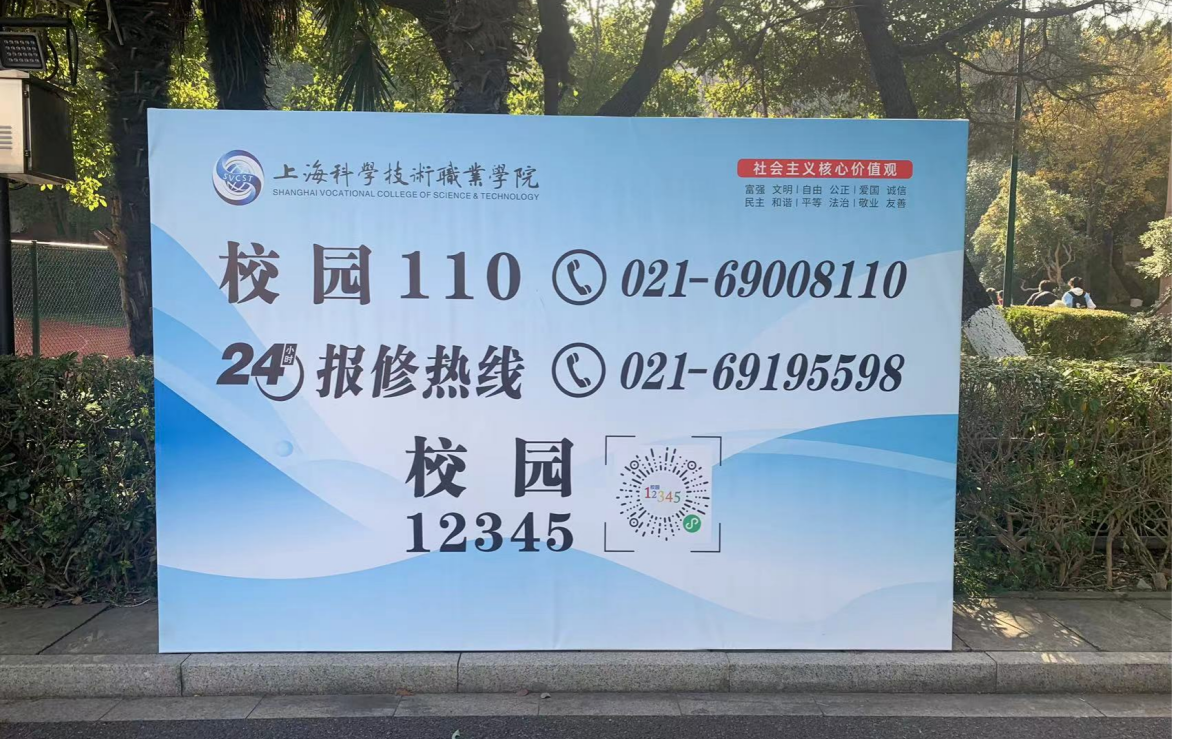 SVCST
上海科學技術職業學院
SHANGHAI VOCATIONAL COLLEGE OF SCIENCE & TECHNOLOGY
社会主义核心价值观
富强 文明 | 自由 公正 | 爱国 诚信
民主 和谐 | 平等 法治 | 敬业 友善
校园110 021-69008110
24小时报修热线 021-69195598
校园
12345
校园
12345